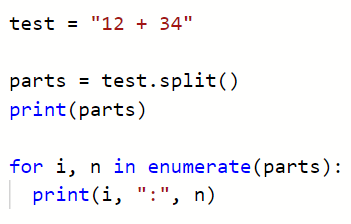 test = "12 + 34"
parts = test.split()
print(parts)
for i, n in enumerate(parts):
print(i, ":", n)